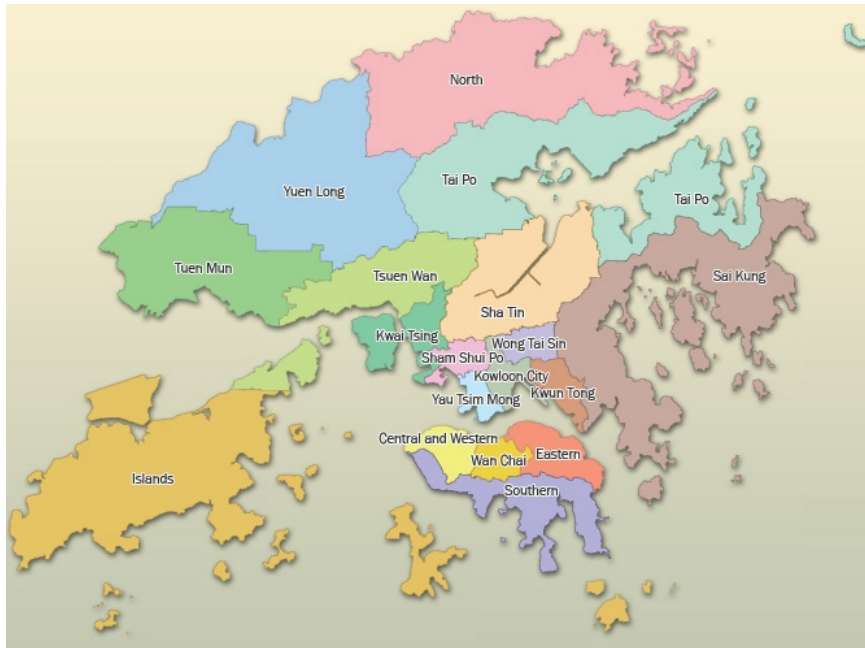 North
Tai Po
Yuen Long
Tai Po
Tuen Mun
Tsuen Wan
Sai Kung
Sha Tin
Kwai Tsing
Wong Tai Sin
Sham Shui Po
Kowloon City
Kwun Tong
Yau Tsim Mong
Central and Western
Eastern
Wan Chai
Islands
Southern